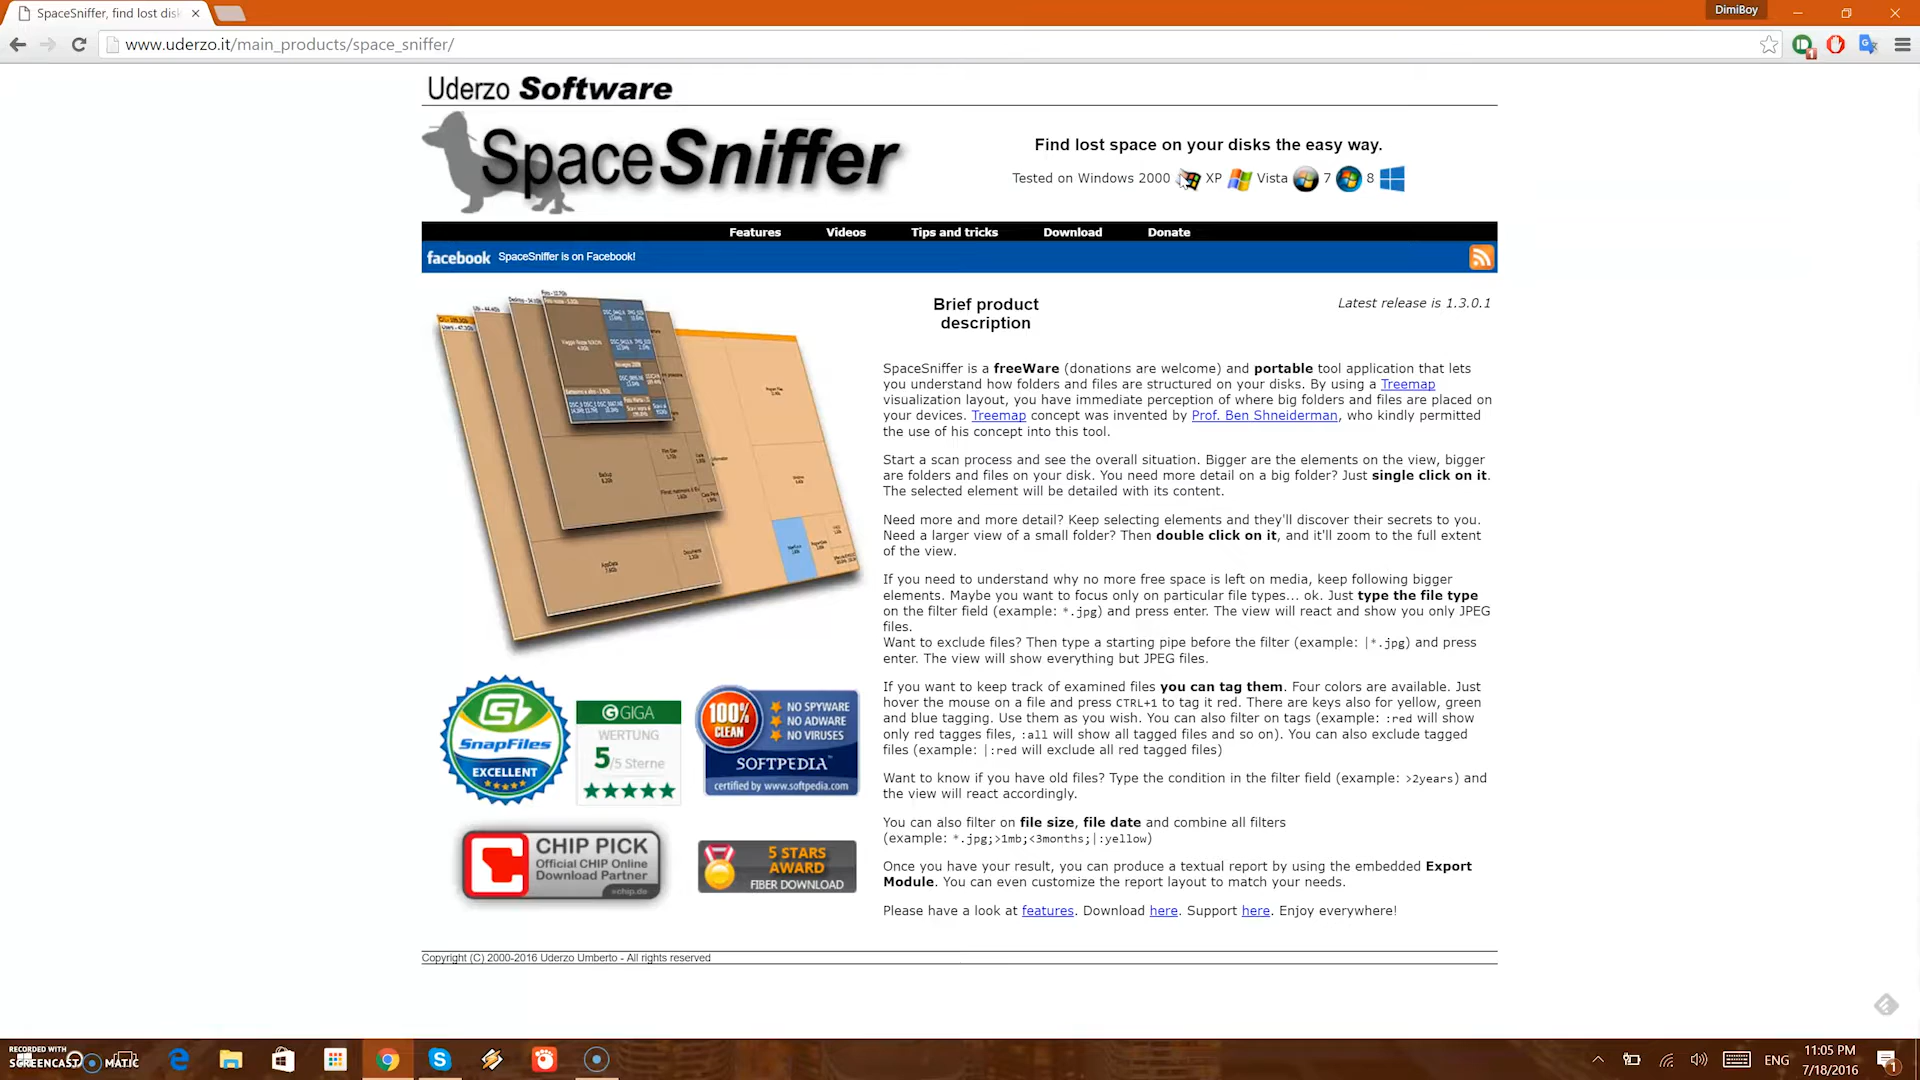 SpaceSniffer, find lost disk
DimiBoy
www.uderzo.it/main_products/space_sniffer/
Uderzo Software
SpaceSniffer
Find lost space on your disks the easy way.
Tested on Windows 2000 XP Vista 7 8
Features Videos Tips and tricks Download Donate
facebook SpaceSniffer is on Facebook!
Brief product
description
Latest release is 1.3.0.1
SpaceSniffer is a freeWare (donations are welcome) and portable tool application that lets
you understand how folders and files are structured on your disks. By using a Treemap
visualization layout, you have immediate perception of where big folders and files are placed on
your devices. Treemap concept was invented by Prof. Ben Shneiderman, who kindly permitted
the use of his concept into this tool.
Start a scan process and see the overall situation. Bigger are the elements on the view, bigger
are folders and files on your disk. You need more detail on a big folder? Just single click on it.
The selected element will be detailed with its content.
Need more and more detail? Keep selecting elements and they'll discover their secrets to you.
Need a larger view of a small folder? Then double click on it, and it'll zoom to the full extent
of the view.
If you need to understand why no more free space is left on media, keep following bigger
elements. Maybe you want to focus only on particular file types... ok. Just type the file type
on the filter field (example: *.jpg) and press enter. The view will react and show you only JPEG
files.
Want to exclude files? Then type a starting pipe before the filter (example: |*.jpg) and press
enter. The view will show everything but JPEG files.
If you want to keep track of examined files you can tag them. Four colors are available. Just
hover the mouse on a file and press CTRL+1 to tag it red. There are keys also for yellow, green
and blue tagging. Use them as you wish. You can also filter on tags (example: :red will show
only red tagges files, :all will show all tagged files and so on). You can also exclude tagged
files (example: |:red will exclude all red tagged files)
Want to know if you have old files? Type the condition in the filter field (example: >2years) and
the view will react accordingly.
You can also filter on file size, file date and combine all filters
(example: *.jpg;>1mb;<3months;|:yellow)
Once you have your result, you can produce a textual report by using the embedded Export
Module. You can even customize the report layout to match your needs.
Please have a look at features. Download here. Support here. Enjoy everywhere!
SnapFiles
EXCELLENT
GIGA
WERTUNG
5/5 Sterne
100%
CLEAN
NO SPYWARE
NO ADWARE
NO VIRUSES
SOFTPEDIA
certified by www.softpedia.com
CHIP PICK
Official CHIP Online
Download Partner
5 STARS
AWARD
FIBER DOWNLOAD
Copyright (C) 2000-2016 Uderzo Umberto - All rights reserved
RECORDED WITH
SCREENCAST MATIC
ENG
11:05 PM
7/18/2016